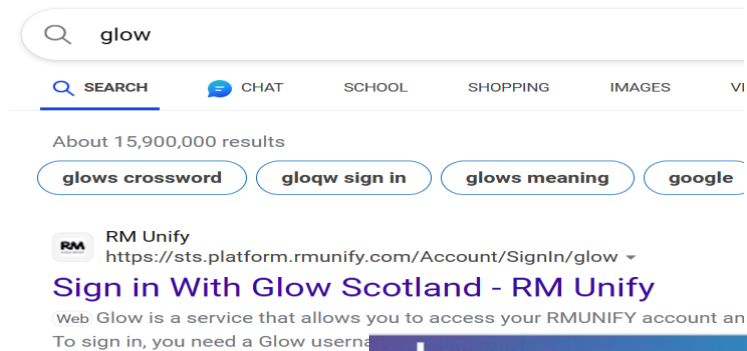 glow
SEARCH CHAT SCHOOL SHOPPING IMAGES
About 15,900,000 results
glows crossword gloqw sign in glows meaning google
RM RM Unify
https://sts.platform.rmunify.com/Account/SignIn/glow
Sign in With Glow Scotland - RM Unify
Web Glow is a service that allows you to access your RMUNIFY account an
To sign in, you need a Glow userna